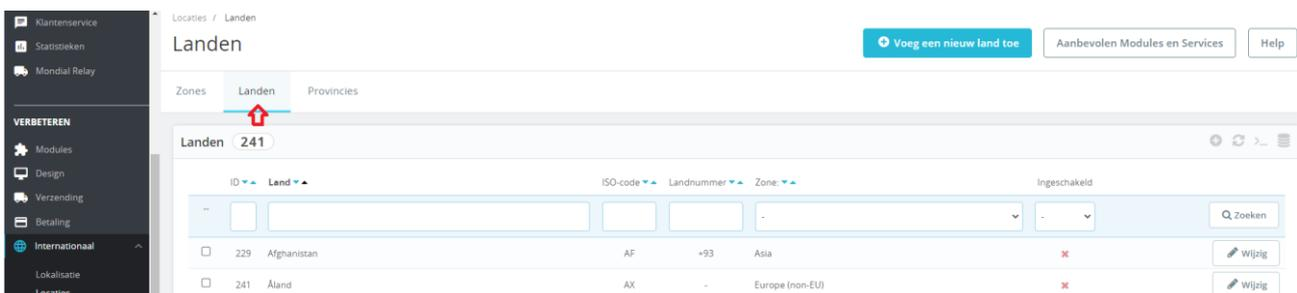 Klantenservice
Statistieken
Mondial Relay
VERBETEREN
Modules
Design
Verzending
Betaling
Internationaal
Lokalisatie
Locaties
Locaties / Landen
Landen
Voeg een nieuw land toe
Aanbevolen Modules en Services
Help
Zones Landen Provincies
Landen 241
ID Land ISO-code Landnummer Zone: Ingeschakeld
-- - - Zoeken
229 Afghanistan AF +93 Asia Wijzig
241 Åland AX - Europe (non-EU) Wijzig